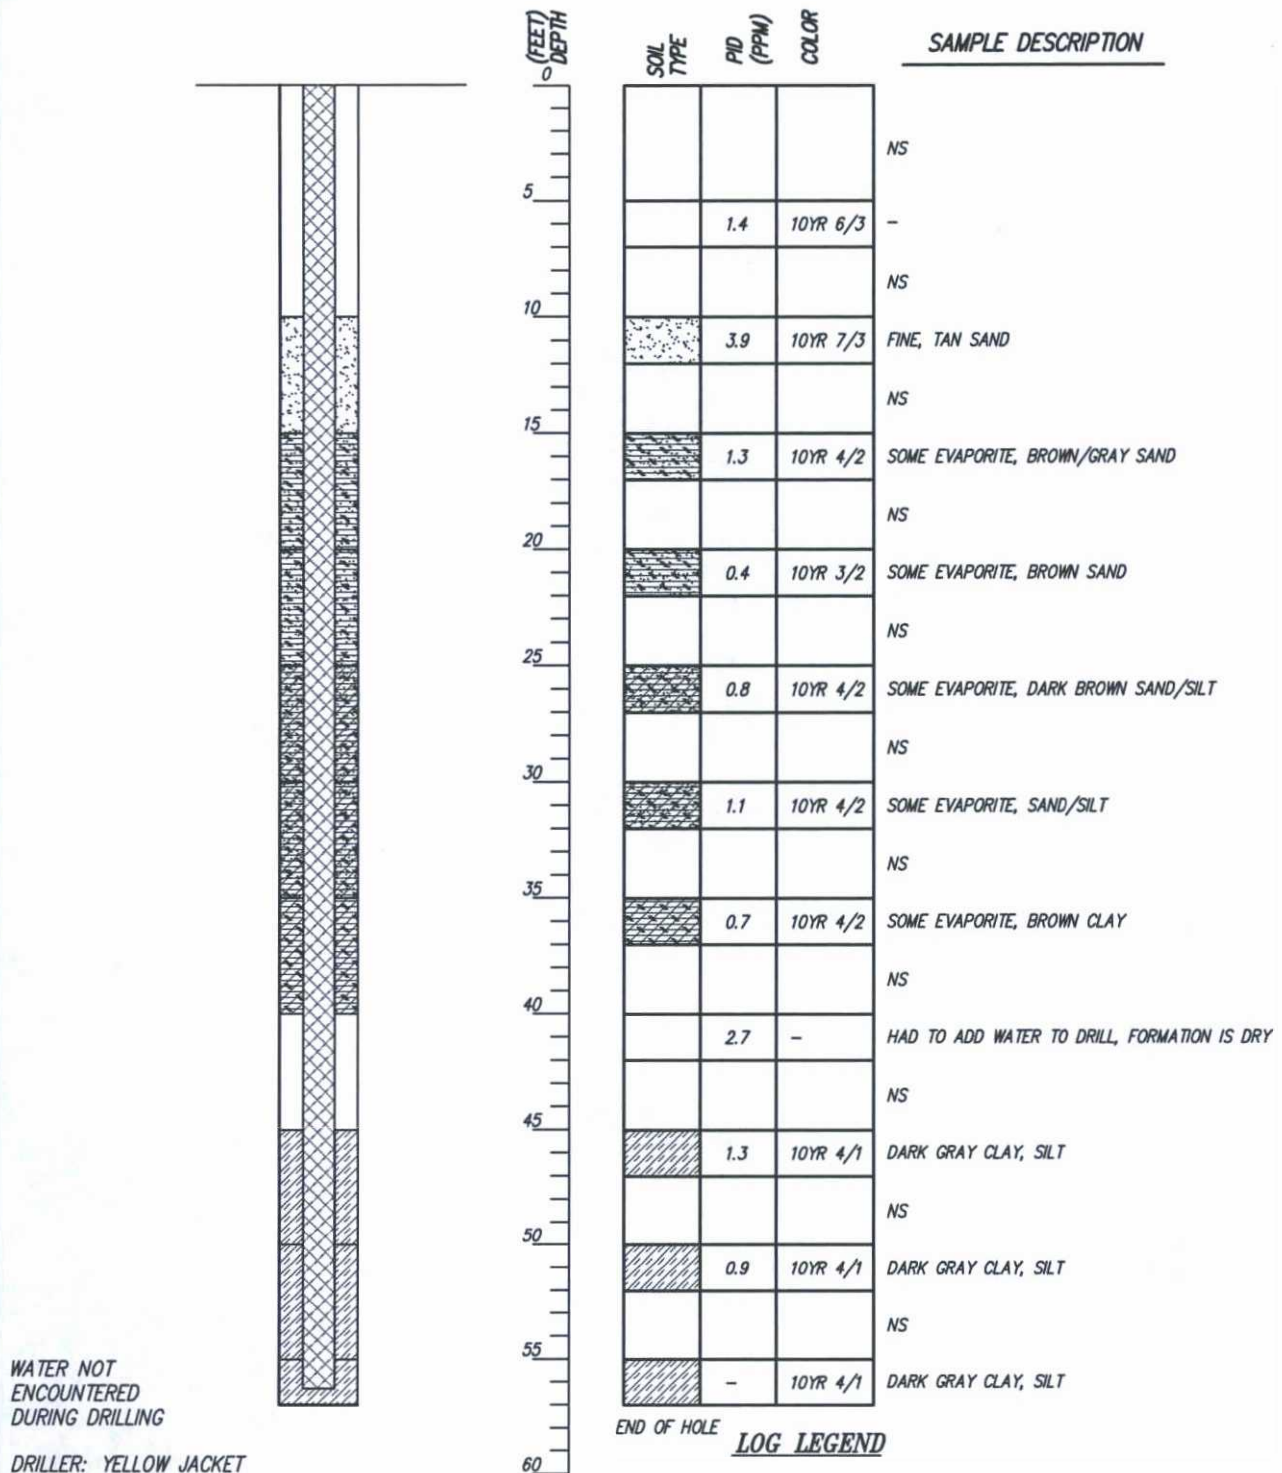 (FEET) DEPTH
SOIL TYPE
PID (PPM)
COLOR
SAMPLE DESCRIPTION
0
NS
5
1.4 10YR 6/3 -
NS
10
3.9 10YR 7/3 FINE, TAN SAND
NS
15
1.3 10YR 4/2 SOME EVAPORITE, BROWN/GRAY SAND
NS
20
0.4 10YR 3/2 SOME EVAPORITE, BROWN SAND
NS
25
0.8 10YR 4/2 SOME EVAPORITE, DARK BROWN SAND/SILT
NS
30
1.1 10YR 4/2 SOME EVAPORITE, SAND/SILT
NS
35
0.7 10YR 4/2 SOME EVAPORITE, BROWN CLAY
NS
40
2.7 - HAD TO ADD WATER TO DRILL, FORMATION IS DRY
NS
45
1.3 10YR 4/1 DARK GRAY CLAY, SILT
NS
50
0.9 10YR 4/1 DARK GRAY CLAY, SILT
NS
55
- 10YR 4/1 DARK GRAY CLAY, SILT
WATER NOT
ENCOUNTERED
DURING DRILLING
END OF HOLE
LOG LEGEND
DRILLER: YELLOW JACKET
60